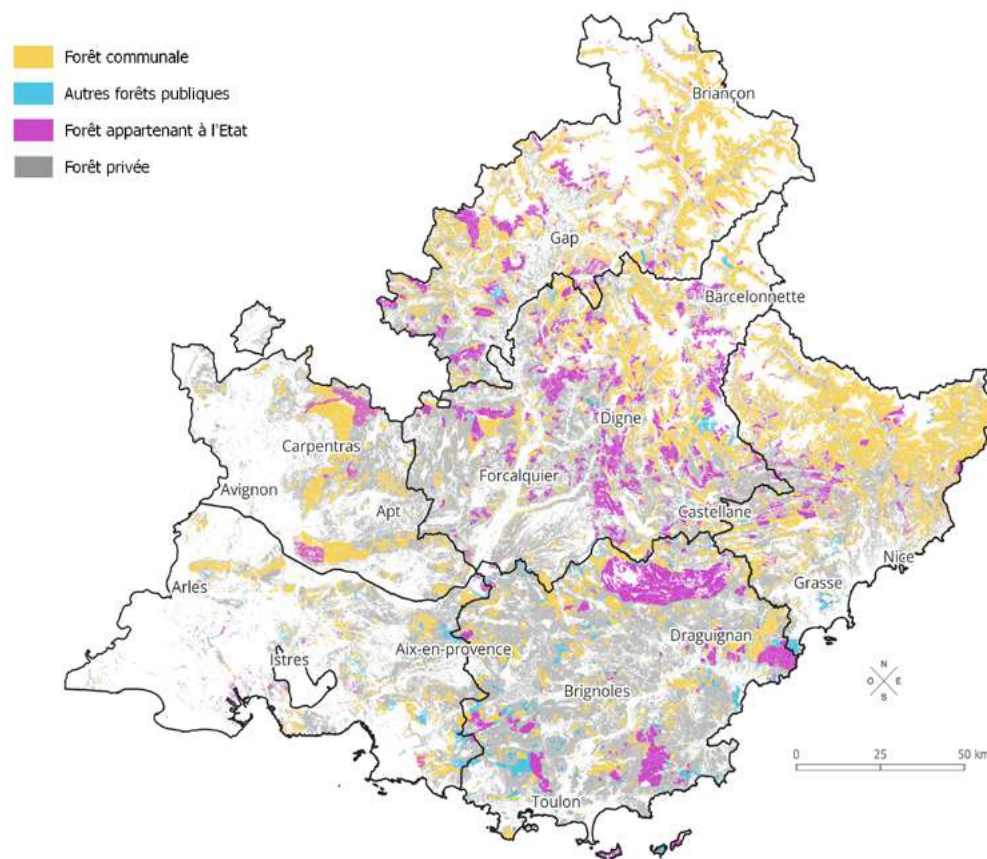 Forêt communale
Autres forêts publiques
Forêt appartenant à l'Etat
Forêt privée
Briançon
Gap
Barcelonnette
Digne
Carpentras
Forcalquier
Avignon
Apt
Castellane
Nice
Arles
Grasse
Draguignan
Aix-en-provence
Istres
Brignoles
N
O E
S
0 25 50 km
Toulon